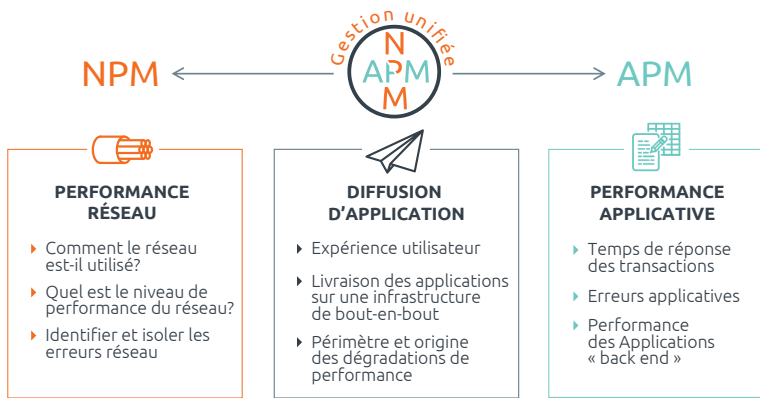 Gestion unifiée
NPM
APM
NPM
APM
PERFORMANCE
RÉSEAU
Comment le réseau
est-il utilisé?
Quel est le niveau de
performance du réseau?
Identifier et isoler les
erreurs réseau
DIFFUSION
D'APPLICATION
Expérience utilisateur
Livraison des applications
sur une infrastructure
de bout-en-bout
Périmètre et origine
des dégradations de
performance
PERFORMANCE
APPLICATIVE
Temps de réponse
des transactions
Erreurs applicatives
Performance
des Applications
« back end »